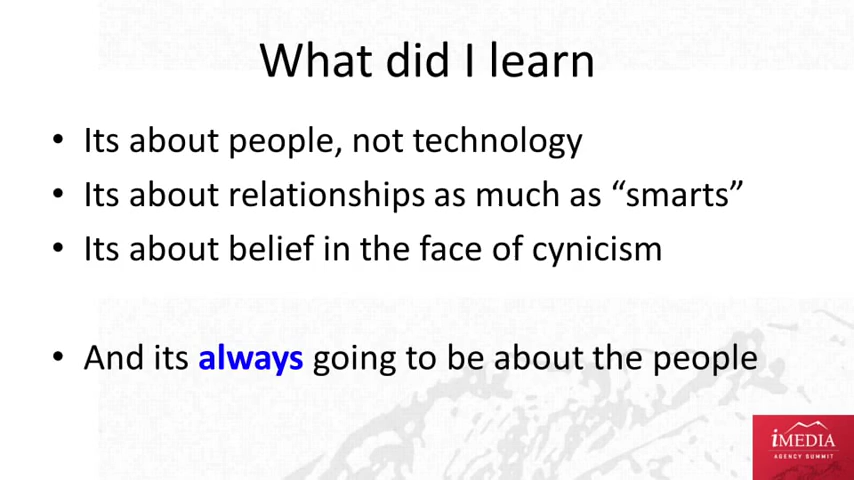 What did I learn
• Its about people, not technology
• Its about relationships as much as “smarts”
• Its about belief in the face of cynicism
• And its always going to be about the people
iMEDIA
AGENCY SUMMIT